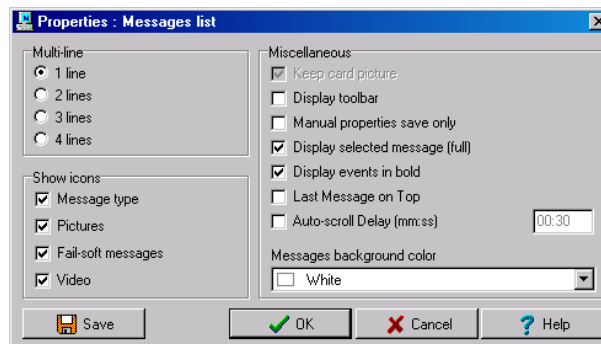 Properties : Messages list
Multi-line
1 line
2 lines
3 lines
4 lines
Show icons
Message type
Pictures
Fail-soft messages
Video
Miscellaneous
Keep card picture
Display toolbar
Manual properties save only
Display selected message (full)
Display events in bold
Last Message on Top
Auto-scroll Delay (mm:ss) 00:30
Messages background color
White
Save OK Cancel Help